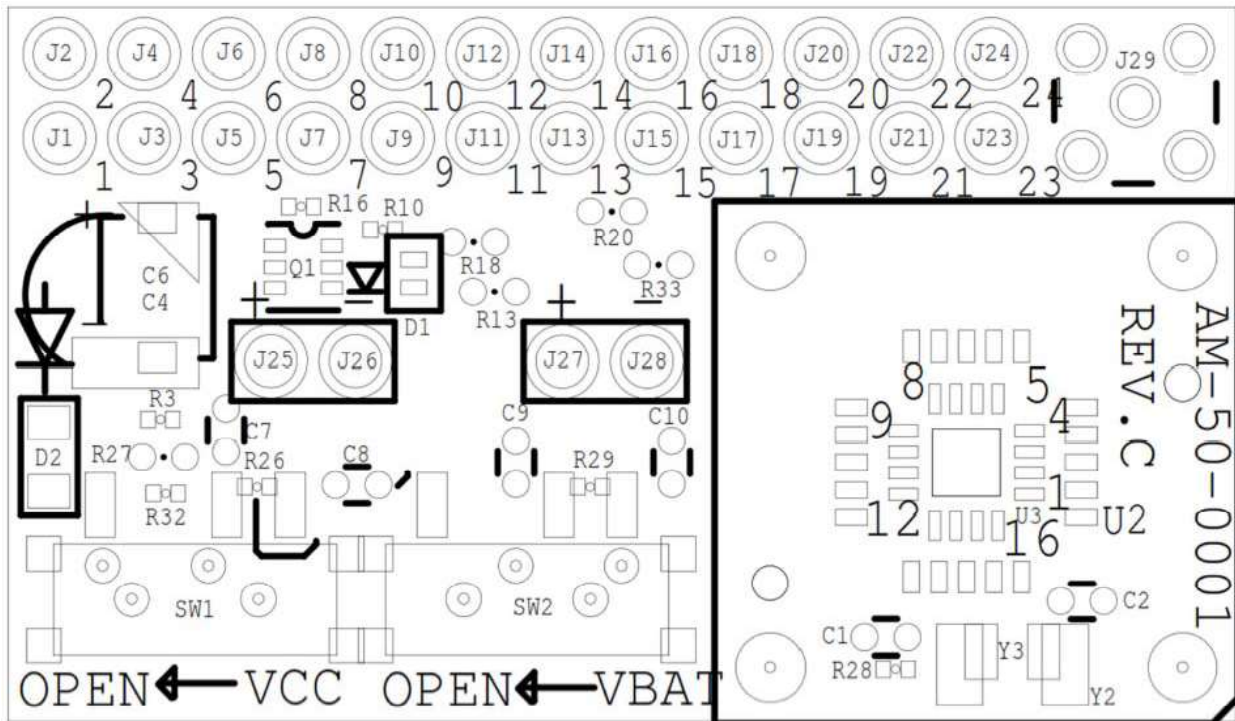 J2 J4 J6 J8 J10 J12 J14 J16 J18 J20 J22 J24 J29
2 4 6 8 10 12 14 16 18 20 22 24
J1 J3 J5 J7 J9 J11 J13 J15 J17 J19 J21 J23
1 3 5 7 9 11 13 15 17 19 21 23
+ R16 R10 R20
C6 Q1 R18 R33
C4 + − D1 R13 + −
J25 J26 J27 J28
R3 C7 C9 C10
D2 R27 R26 C8 R29
R32
SW1 SW2
OPEN VCC OPEN VBAT
8 5
9 4
1
12 16 U3 U2
C1 C2
R28 Y3
Y2
REV.C
AM-50-0001